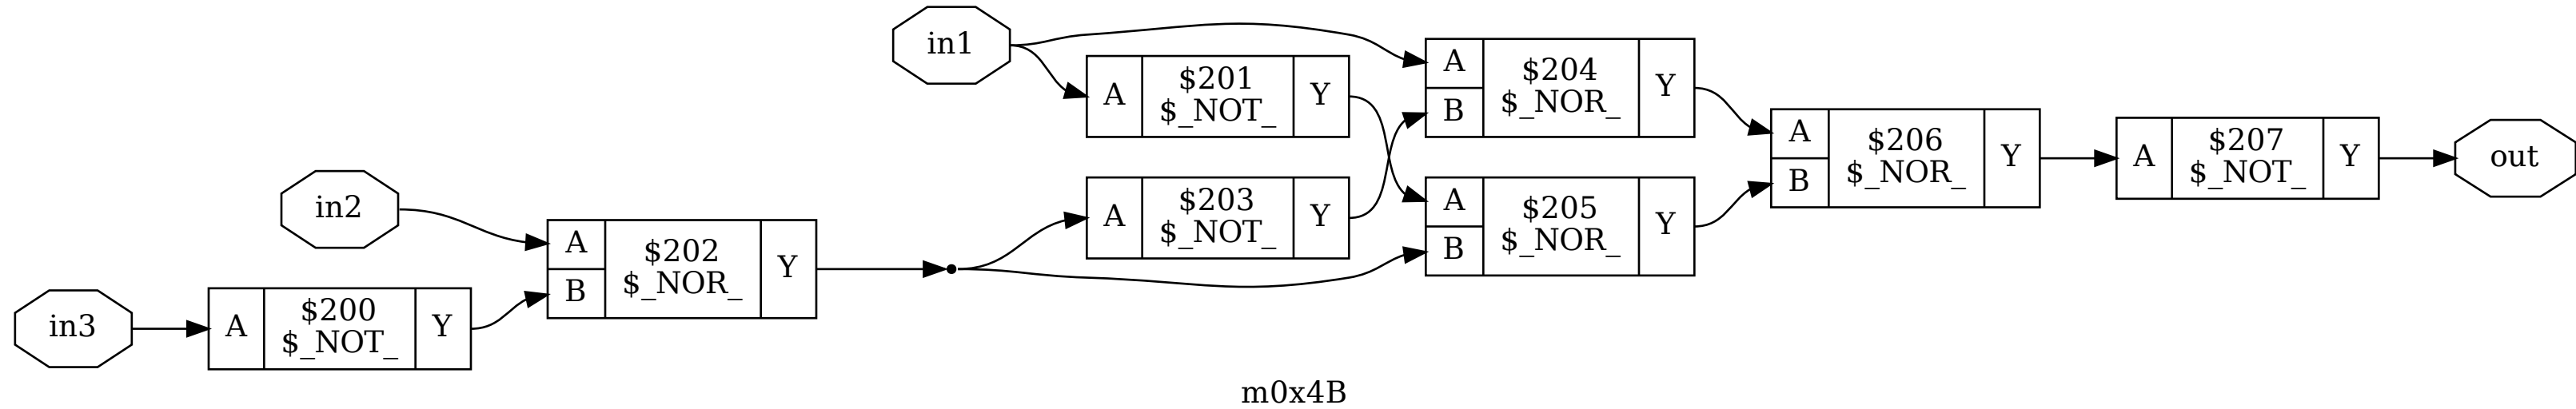 in1
A
$201
$_NOT_
Y
A
B
$204
$_NOR_
Y
in2
in3
A
$200
$_NOT_
Y
A
B
$202
$_NOR_
Y
A
$203
$_NOT_
Y
A
B
$205
$_NOR_
Y
A
B
$206
$_NOR_
Y
A
$207
$_NOT_
Y
out
m0x4B